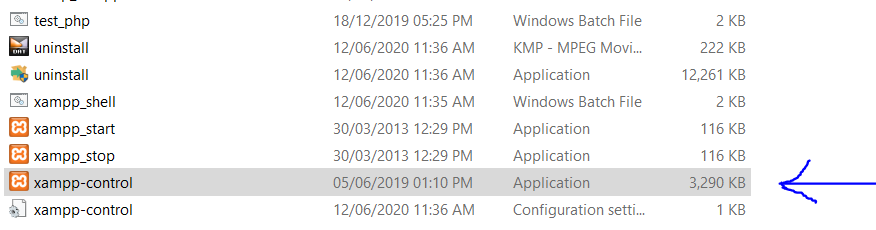 test_php 18/12/2019 05:25 PM Windows Batch File 2 KB
uninstall 12/06/2020 11:36 AM KMP - MPEG Movi... 222 KB
uninstall 12/06/2020 11:36 AM Application 12,261 KB
xampp_shell 12/06/2020 11:35 AM Windows Batch File 2 KB
xampp_start 30/03/2013 12:29 PM Application 116 KB
xampp_stop 30/03/2013 12:29 PM Application 116 KB
xampp-control 05/06/2019 01:10 PM Application 3,290 KB
xampp-control 12/06/2020 11:36 AM Configuration setti... 1 KB